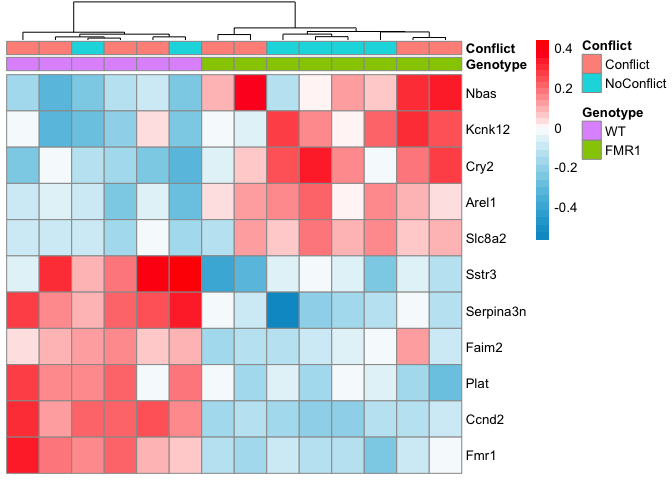 Conflict
Genotype
Nbas
Kcnk12
Cry2
Arel1
Slc8a2
Sstr3
Serpina3n
Faim2
Plat
Ccnd2
Fmr1
0.4
0.2
0
-0.2
-0.4
Conflict
Conflict
NoConflict
Genotype
WT
FMR1